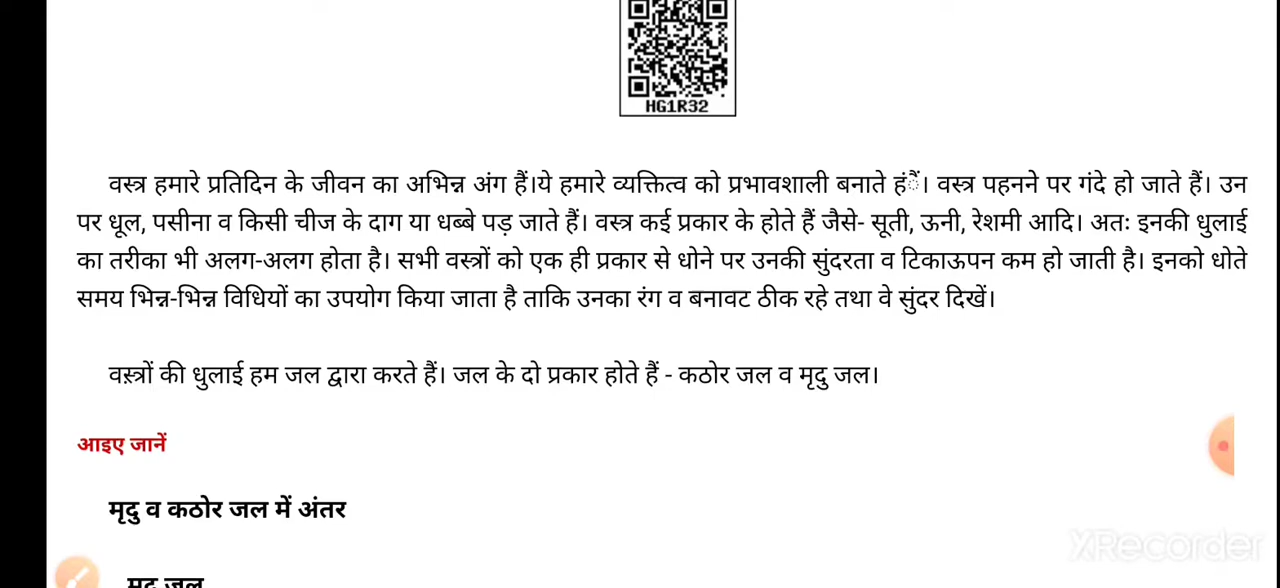 HG1R32
वस्त्र हमारे प्रतिदिन के जीवन का अभिन्न अंग हैं।ये हमारे व्यक्तित्व को प्रभावशाली बनाते हंैं। वस्त्र पहनने पर गंदे हो जाते हैं। उन
पर धूल, पसीना व किसी चीज के दाग या धब्बे पड़ जाते हैं। वस्त्र कई प्रकार के होते हैं जैसे- सूती, ऊनी, रेशमी आदि। अतः इनकी धुलाई
का तरीका भी अलग-अलग होता है। सभी वस्त्रों को एक ही प्रकार से धोने पर उनकी सुंदरता व टिकाऊपन कम हो जाती है। इनको धोते
समय भिन्न-भिन्न विधियों का उपयोग किया जाता है ताकि उनका रंग व बनावट ठीक रहे तथा वे सुंदर दिखें।
वस्त़्रों की धुलाई हम जल द्वारा करते हैं। जल के दो प्रकार होते हैं - कठोर जल व मृदु जल।
आइए जानें
मृदु व कठोर जल में अंतर
मृदु जल
XRecorder